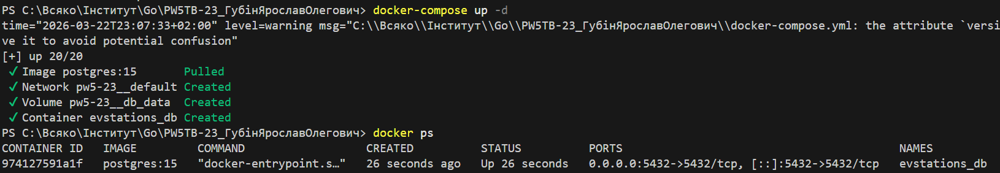 PS C:\Всяко\Інститут\Go\PW5ТВ-23_ГубінЯрославОлегович> docker-compose up -d
time="2026-03-22T23:07:33+02:00" level=warning msg="C:\\Всяко\\Інститут\\Go\\PW5ТВ-23_ГубінЯрославОлегович\\docker-compose.yml: the attribute `versi
ve it to avoid potential confusion"
[+] up 20/20
✓ Image postgres:15 Pulled
✓ Network pw5-23__default Created
✓ Volume pw5-23__db_data Created
✓ Container evstations_db Created
PS C:\Всяко\Інститут\Go\PW5ТВ-23_ГубінЯрославОлегович> docker ps
CONTAINER ID IMAGE COMMAND CREATED STATUS PORTS NAMES
974127591a1f postgres:15 "docker-entrypoint.s…" 26 seconds ago Up 26 seconds 0.0.0.0:5432->5432/tcp, [::]:5432->5432/tcp evstations_db